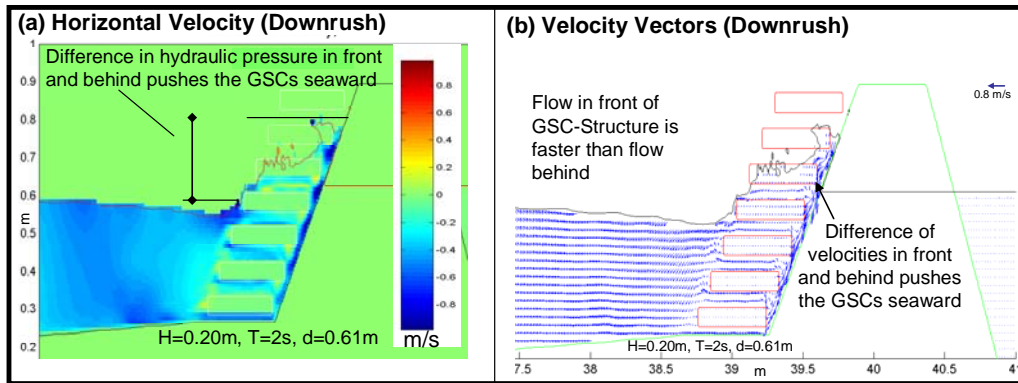 (a) Horizontal Velocity (Downrush)
Difference in hydraulic pressure in front
and behind pushes the GSCs seaward
1
0.9
0.8
0.7
0.6
m
0.5
0.4
0.3
0.2
0.8
0.6
0.4
0.2
0
-0.2
-0.4
-0.6
-0.8
m/s
H=0.20m, T=2s, d=0.61m
(b) Velocity Vectors (Downrush)
0.8 m/s
Flow in front of
GSC-Structure is
faster than flow
behind
Difference of
velocities in front
and behind pushes
the GSCs seaward
H=0.20m, T=2s, d=0.61m
7.5 38 38.5 39 39.5 40 40.5 41
m